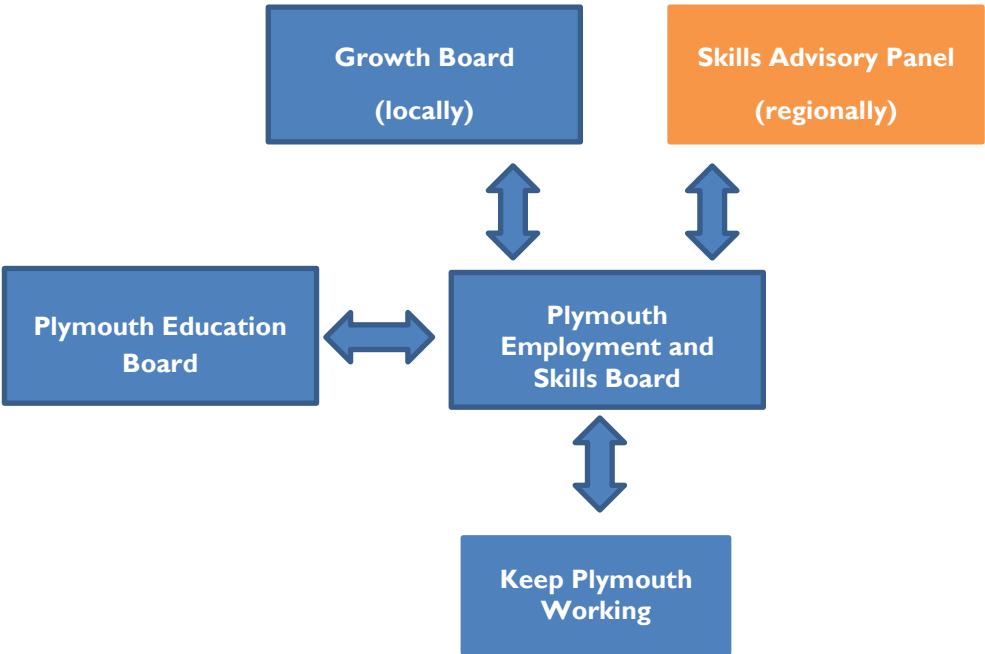 Growth Board
(locally)
Skills Advisory Panel
(regionally)
Plymouth Education
Board
Plymouth
Employment and
Skills Board
Keep Plymouth
Working